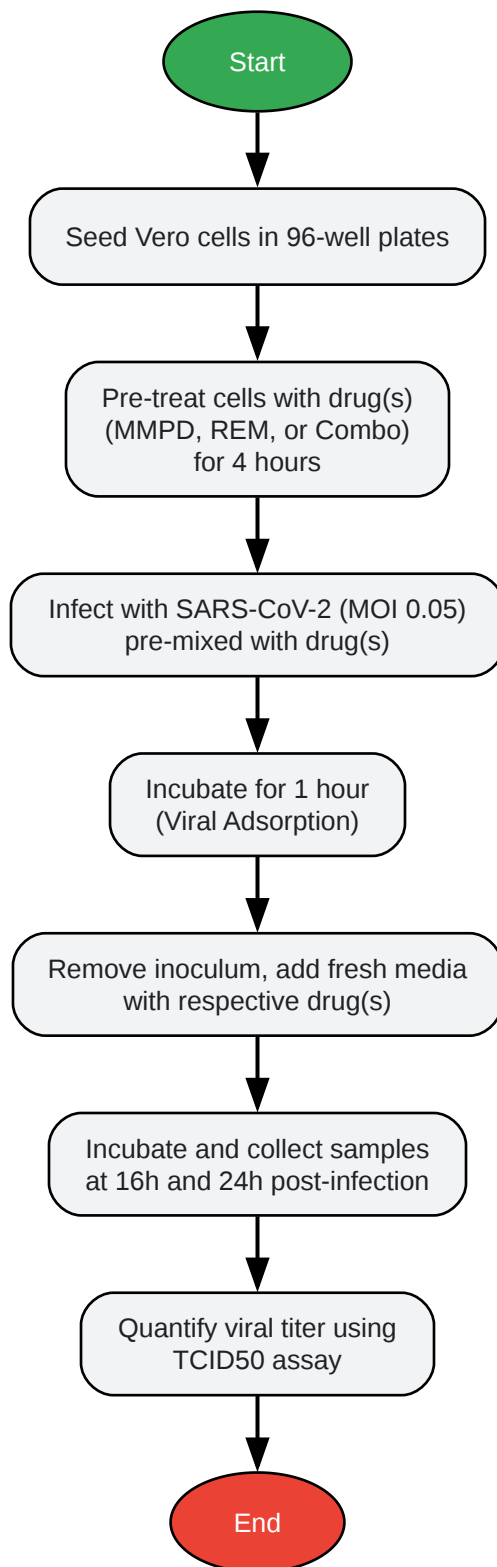 Start
Seed Vero cells in 96-well plates
Pre-treat cells with drug(s)
(MMPD, REM, or Combo)
for 4 hours
Infect with SARS-CoV-2 (MOI 0.05)
pre-mixed with drug(s)
Incubate for 1 hour
(Viral Adsorption)
Remove inoculum, add fresh media
with respective drug(s)
Incubate and collect samples
at 16h and 24h post-infection
Quantify viral titer using
TCID50 assay
End